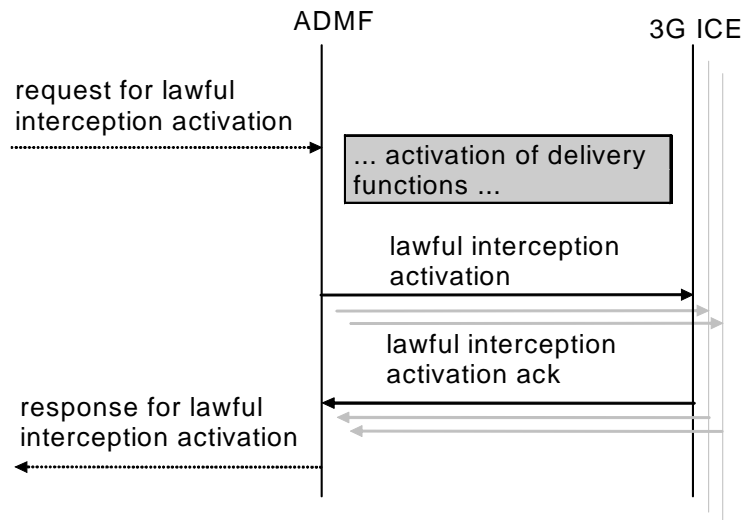 ADMF
3G ICE
request for lawful
interception activation
... activation of delivery
functions ...
lawful interception
activation
lawful interception
activation ack
response for lawful
interception activation